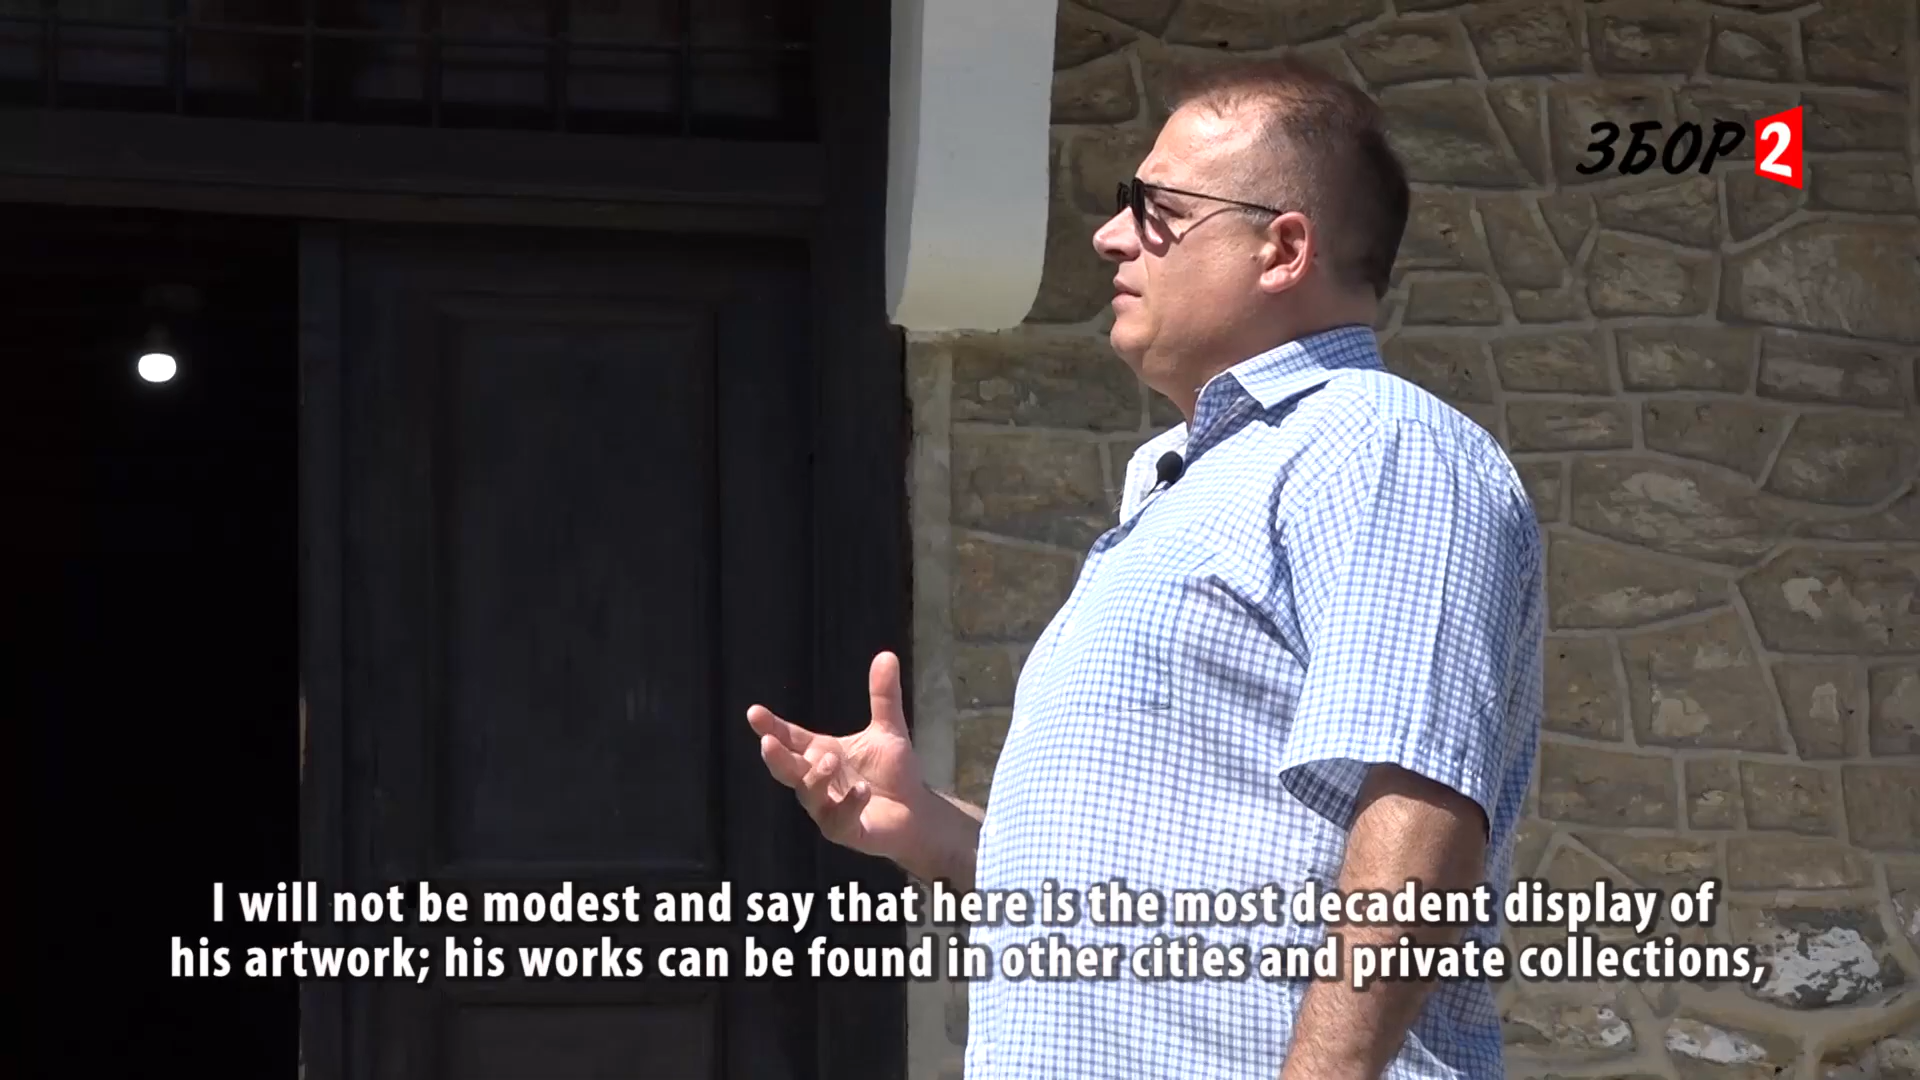 ЗБОР 2
I will not be modest and say that here is the most decadent display of
his artwork; his works can be found in other cities and private collections,